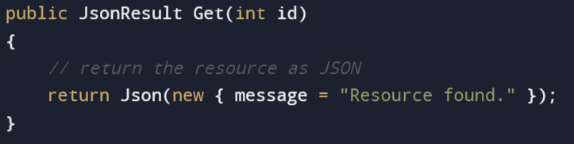 public JsonResult Get(int id)
{
    // return the resource as JSON
    return Json(new { message = "Resource found." });
}